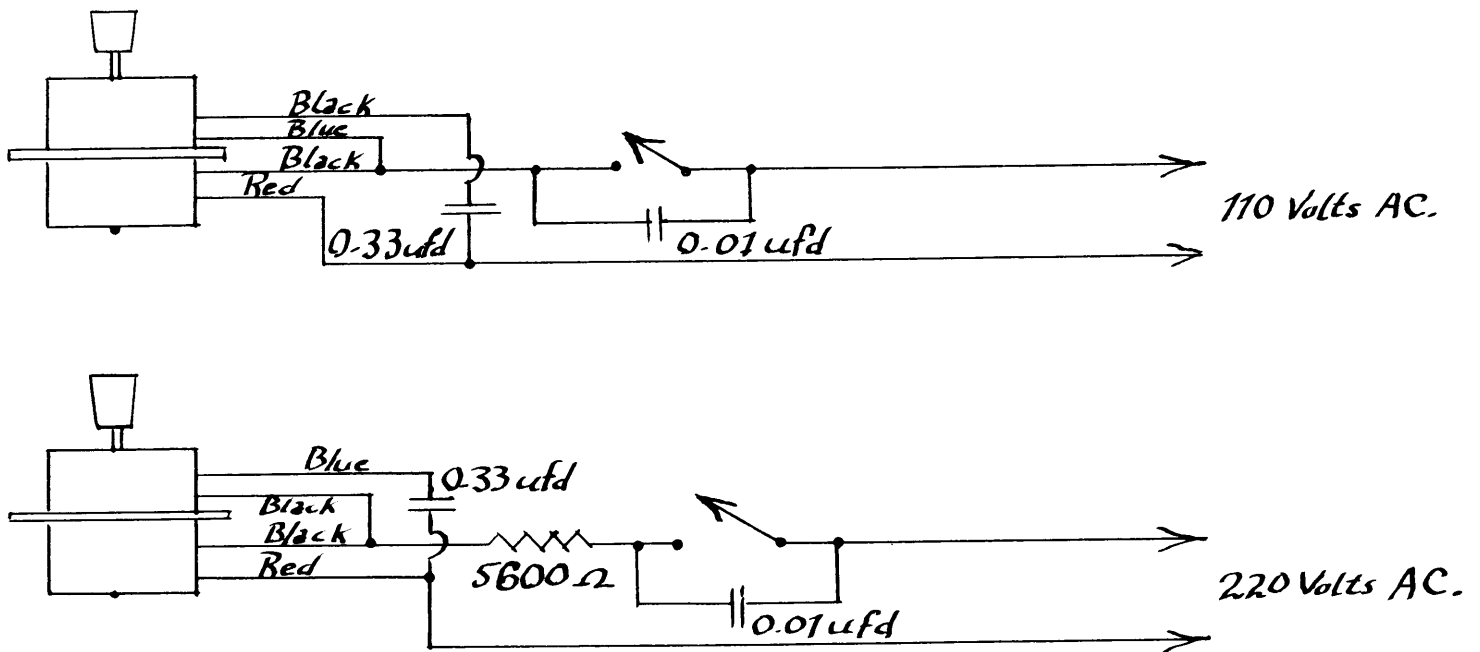 Black
Blue
Black
Red
0.33ufd
0.01ufd
110 Volts AC.
Blue
0.33ufd
Black
Black
Red
5600Ω
0.01ufd
220 Volts AC.